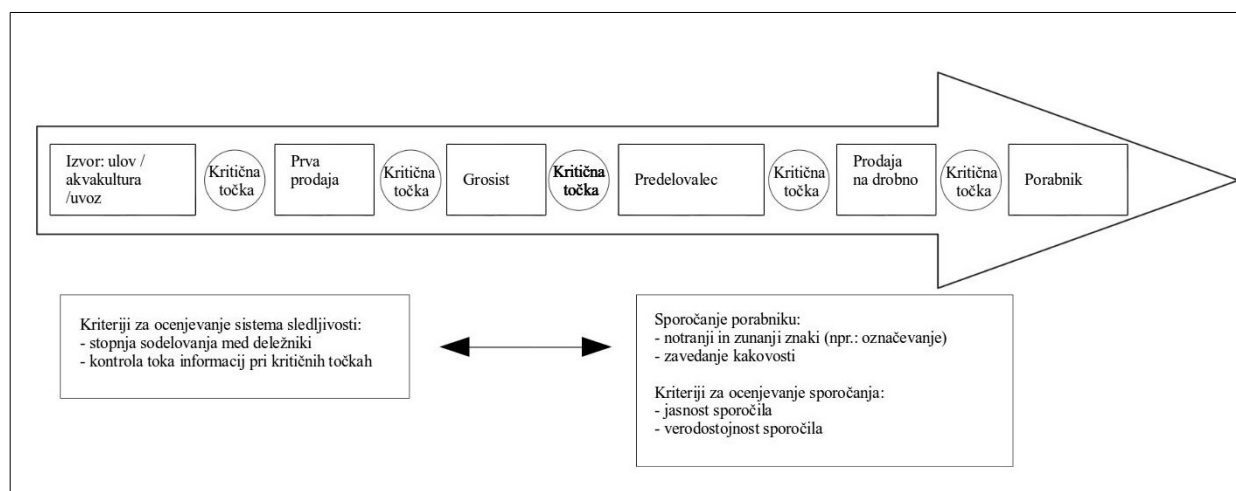 Izvor: ulov /
akvakultura
/uvoz
Kritična
točka
Prva
prodaja
Kritična
točka
Grosist
Kritična
točka
Predelovalec
Kritična
točka
Prodaja
na drobno
Kritična
točka
Porabnik
Kriteriji za ocenjevanje sistema sledljivosti:
- stopnja sodelovanja med deležniki
- kontrola toka informacij pri kritičnih točkah
Sporočanje porabniku:
- notranji in zunanji znaki (npr.: označevanje)
- zavedanje kakovosti
Kriteriji za ocenjevanje sporočanja:
- jasnost sporočila
- verodostojnost sporočila